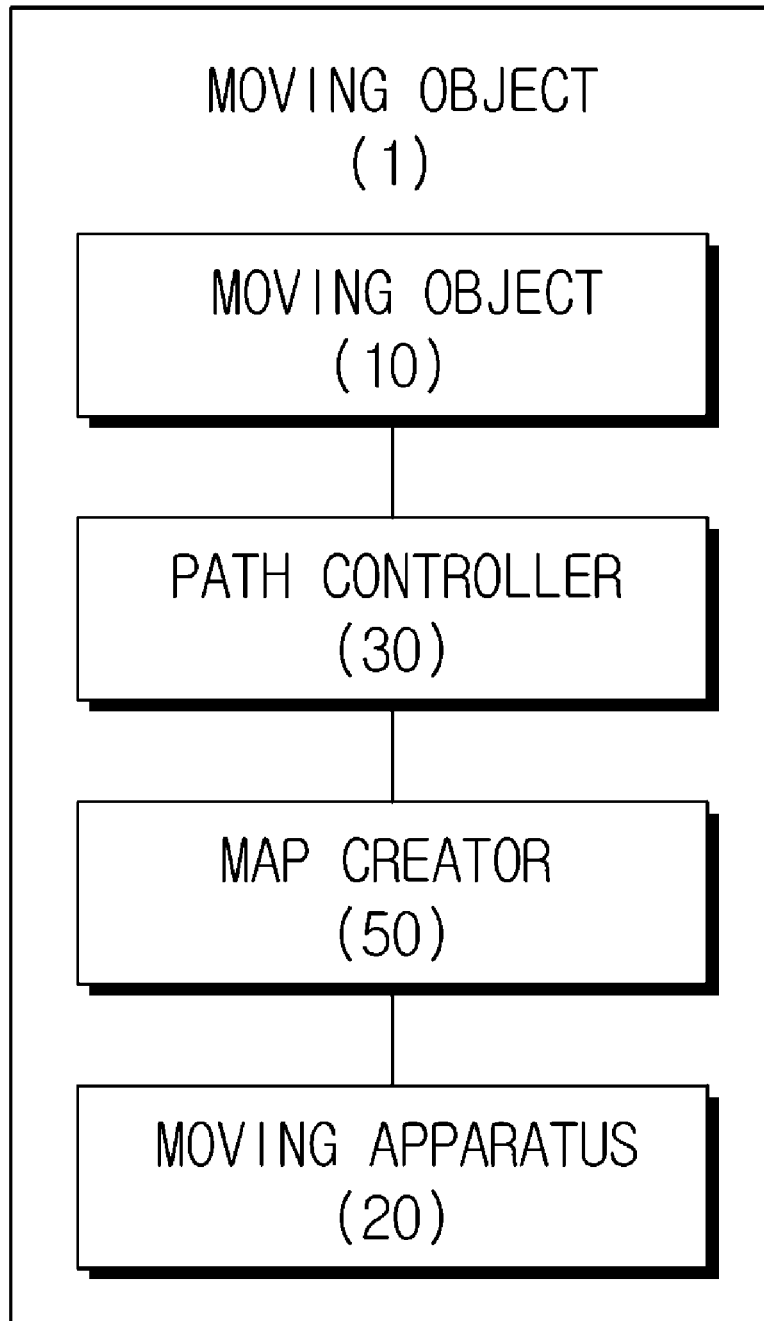 MOVING OBJECT
(1)
MOVING OBJECT
(10)
PATH CONTROLLER
(30)
MAP CREATOR
(50)
MOVING APPARATUS
(20)